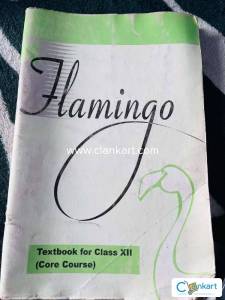 Flamingo
www.clankart.com
Textbook for Class XII
(Core Course)
Clankart